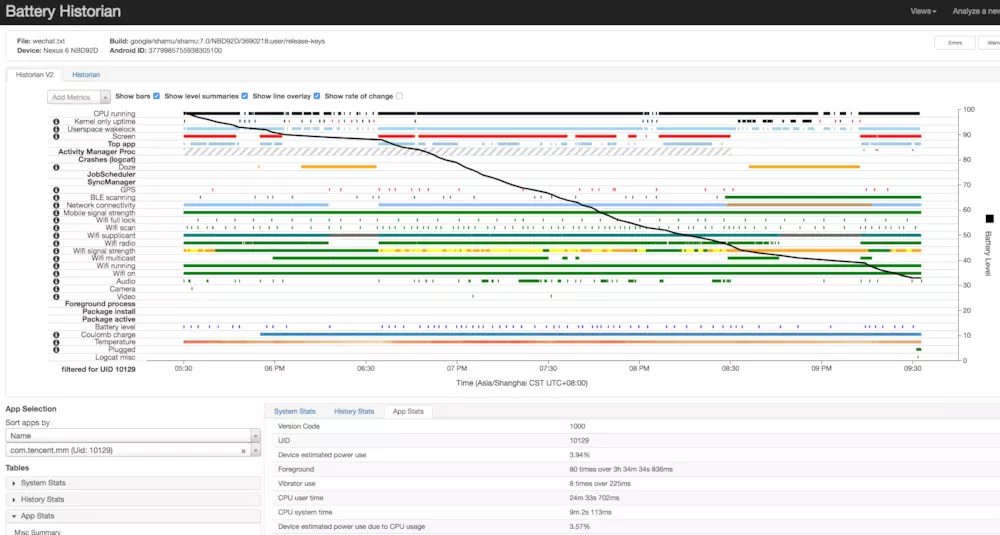 Battery Historian
Views
Analyze a new
File: wechat.txt
Build: google/shamu/shamu:7.0/NBD92D/3690218:user/release-keys
Device: Nexus 6 NBD92D
Android ID: 3779985755938305100
Errors
Warn
Historian V2
Historian
Add Metrics
Show bars
Show level summaries
Show line overlay
Show rate of change
CPU running
Kernel only uptime
Userspace wakelock
Screen
Top app
Activity Manager Proc
Crashes (logcat)
Doze
JobScheduler
SyncManager
GPS
BLE scanning
Network connectivity
Mobile signal strength
Wifi full lock
Wifi scan
Wifi supplicant
Wifi radio
Wifi signal strength
Wifi multicast
Wifi running
Wifi on
Audio
Camera
Video
Foreground process
Package install
Package active
Battery level
Coulomb charge
Temperature
Plugged
Logcat misc
filtered for UID 10129
100
90
80
70
60
50
40
30
20
10
0
Battery Level
05:30
06 PM
06:30
07 PM
07:30
08 PM
08:30
09 PM
09:30
Time (Asia/Shanghai CST UTC+08:00)
App Selection
Sort apps by
Name
com.tencent.mm (Uid: 10129)
Tables
System Stats
History Stats
App Stats
Misc Summary
System Stats
History Stats
App Stats
Version Code 1000
UID 10129
Device estimated power use 3.94%
Foreground 80 times over 3h 34m 34s 836ms
Vibrator use 8 times over 225ms
CPU user time 24m 33s 702ms
CPU system time 9m 2s 113ms
Device estimated power use due to CPU usage 3.57%